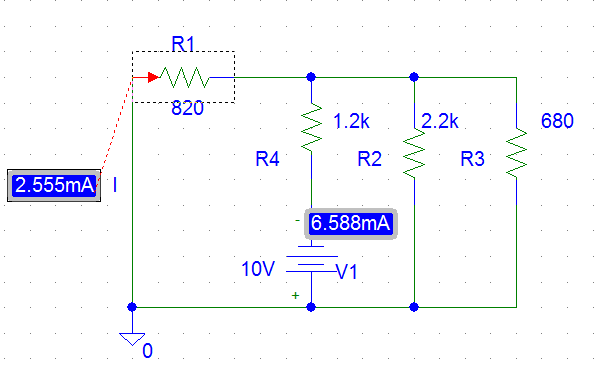 R1
820
1.2k
2.2k
680
R4
R2
R3
2.555mA
I
-
6.588mA
10V
V1
+
0